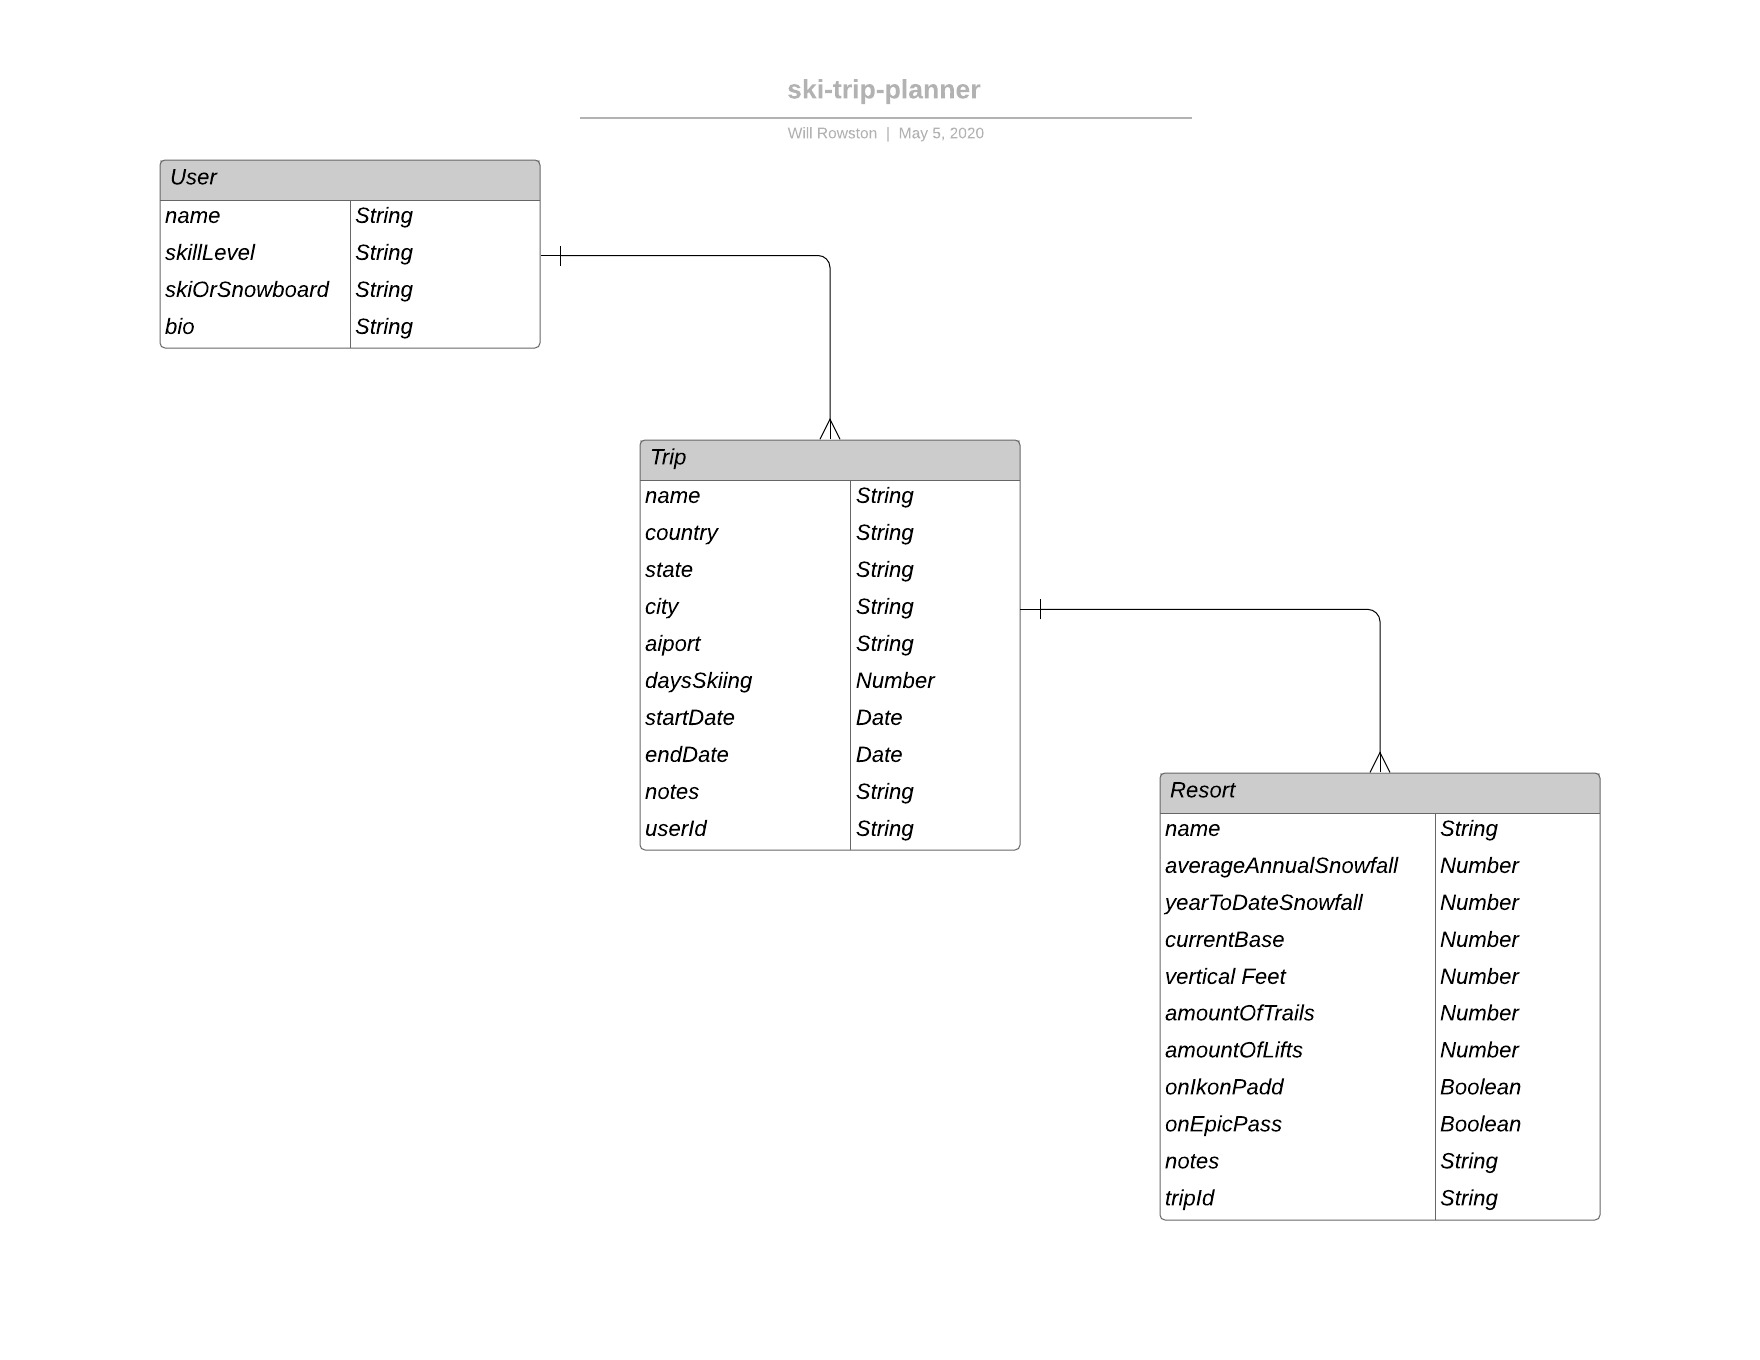 ski-trip-planner
Will Rowston | May 5, 2020
User
name String
skillLevel String
skiOrSnowboard String
bio String
Trip
name String
country String
state String
city String
aiport String
daysSkiing Number
startDate Date
endDate Date
notes String
userId String
Resort
name String
averageAnnualSnowfall Number
yearToDateSnowfall Number
currentBase Number
vertical Feet Number
amountOfTrails Number
amountOfLifts Number
onIkonPadd Boolean
onEpicPass Boolean
notes String
tripId String